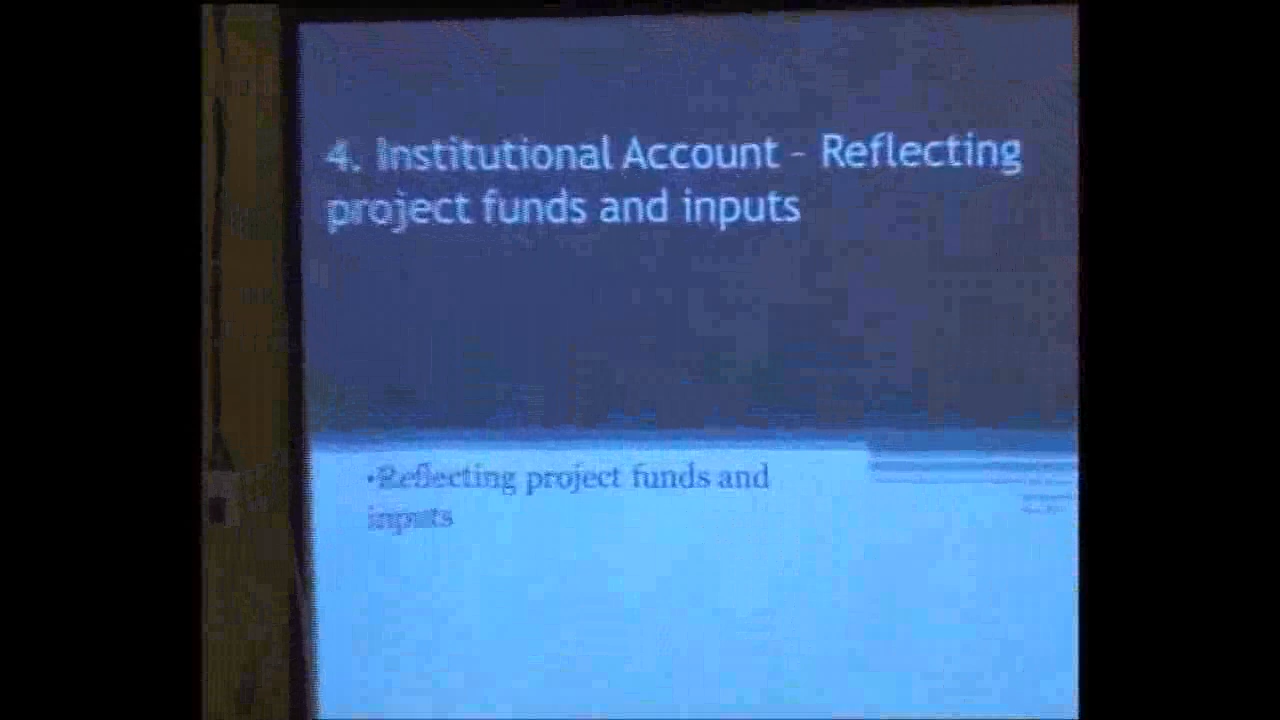 4. Institutional Account - Reflecting
project funds and inputs
•Reflecting project funds and
inputs